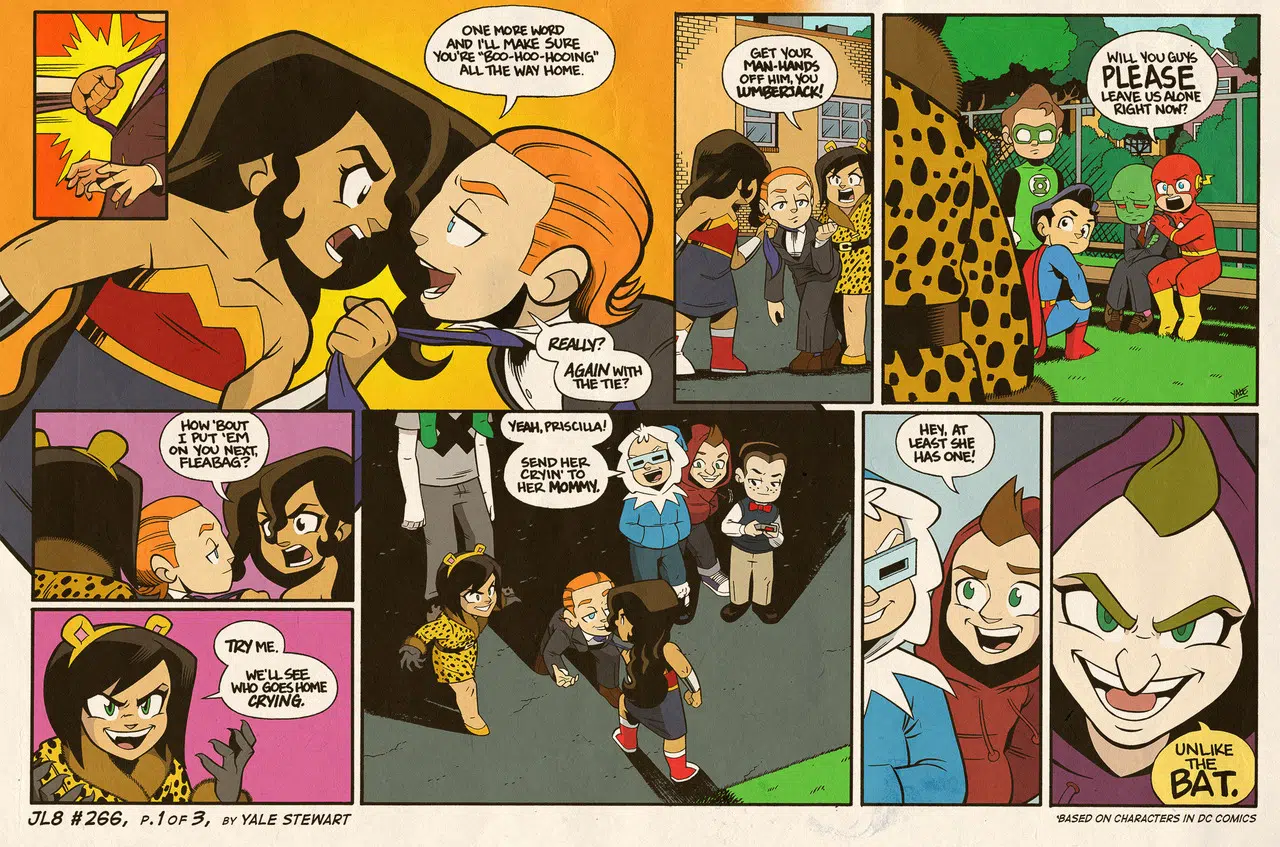 ONE MORE WORD
AND I'LL MAKE SURE
YOU'RE "BOO-HOO-HOOING"
ALL THE WAY HOME.
REALLY?
AGAIN WITH
THE TIE?
GET YOUR
MAN-HANDS
OFF HIM, YOU
LUMBERJACK!
WILL YOU GUYS
PLEASE
LEAVE US ALONE
RIGHT NOW?
YALE
HOW 'BOUT
I PUT 'EM
ON YOU NEXT,
FLEABAG?
TRY ME.
WE'LL SEE
WHO GOES HOME
CRYING.
YEAH, PRISCILLA!
SEND HER
CRYIN' TO
HER MOMMY.
HEY, AT
LEAST SHE
HAS ONE!
UNLIKE
THE
BAT.
JL8 #266, P. 1 OF 3, BY YALE STEWART
*BASED ON CHARACTERS IN DC COMICS